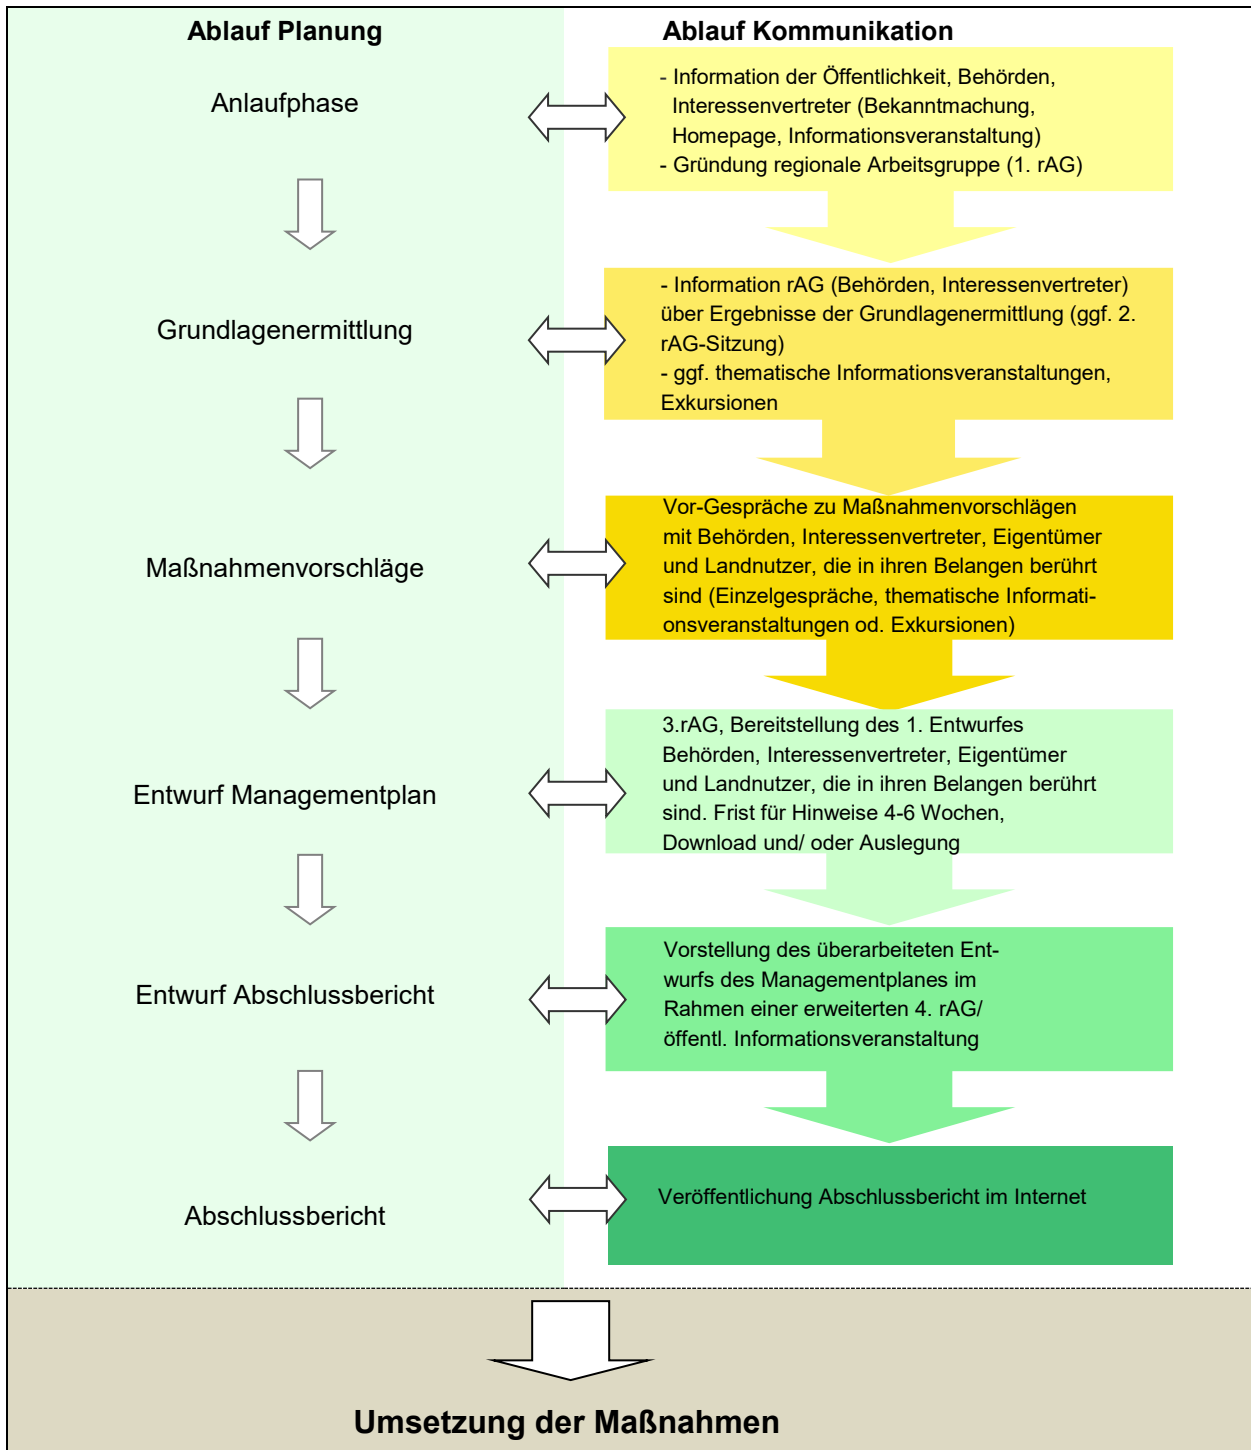 Ablauf Planung
Ablauf Kommunikation
Anlaufphase
- Information der Öffentlichkeit, Behörden,
Interessenvertreter (Bekanntmachung,
Homepage, Informationsveranstaltung)
- Gründung regionale Arbeitsgruppe (1. rAG)
Grundlagenermittlung
- Information rAG (Behörden, Interessenvertreter)
über Ergebnisse der Grundlagenermittlung (ggf. 2.
rAG-Sitzung)
- ggf. thematische Informationsveranstaltungen,
Exkursionen
Maßnahmenvorschläge
Vor-Gespräche zu Maßnahmenvorschlägen
mit Behörden, Interessenvertreter, Eigentümer
und Landnutzer, die in ihren Belangen berührt
sind (Einzelgespräche, thematische Informati-
onsveranstaltungen od. Exkursionen)
Entwurf Managementplan
3.rAG, Bereitstellung des 1. Entwurfes
Behörden, Interessenvertreter, Eigentümer
und Landnutzer, die in ihren Belangen berührt
sind. Frist für Hinweise 4-6 Wochen,
Download und/ oder Auslegung
Entwurf Abschlussbericht
Vorstellung des überarbeiteten Ent-
wurfs des Managementplanes im
Rahmen einer erweiterten 4. rAG/
öffentl. Informationsveranstaltung
Abschlussbericht
Veröffentlichung Abschlussbericht im Internet
Umsetzung der Maßnahmen